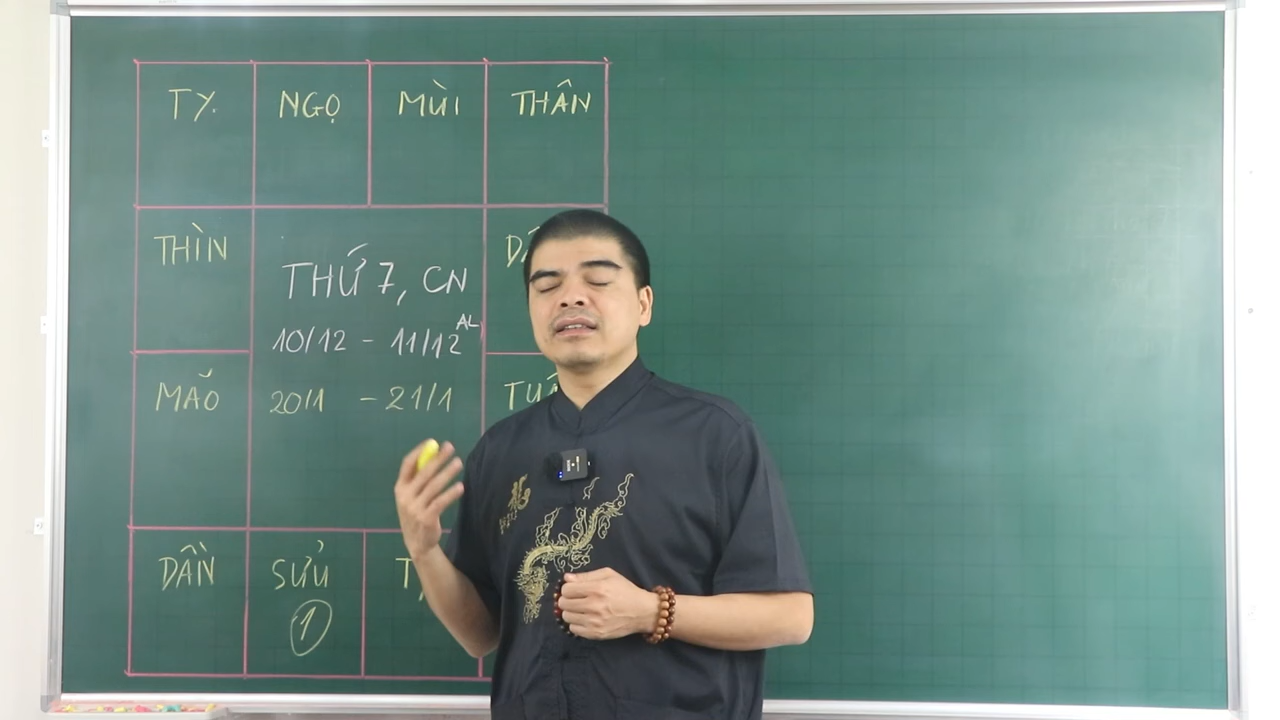 TỴ NGỌ MÙI THÂN
THÌN
THỨ 7, CN
10/12 - 11/12 AL
MÃO 20/1 - 21/1
DẦN SỬU
1